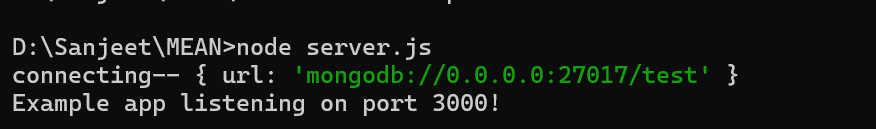 D:\Sanjeet\MEAN>node server.js
connecting-- { url: 'mongodb://0.0.0.0:27017/test' }
Example app listening on port 3000!